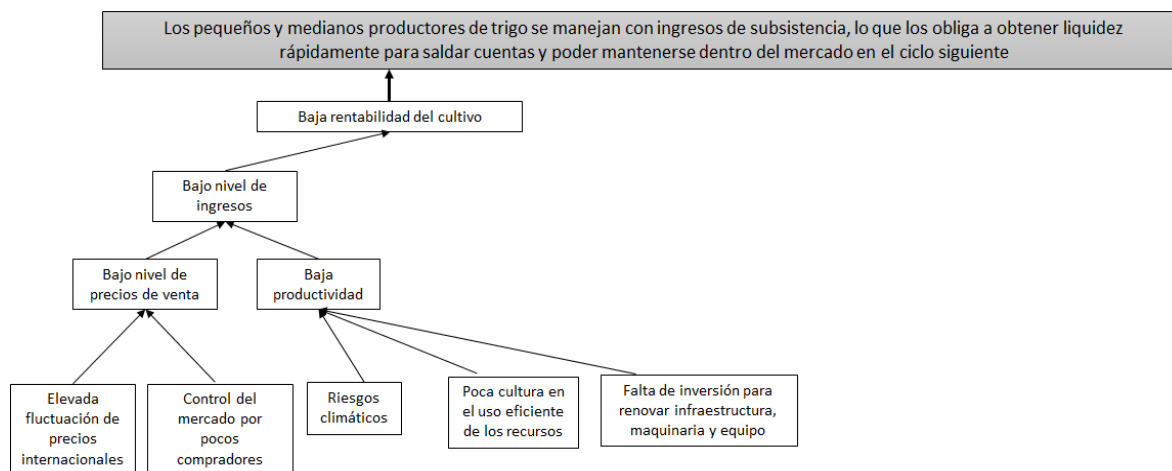 Los pequeños y medianos productores de trigo se manejan con ingresos de subsistencia, lo que los obliga a obtener liquidez
rápidamente para saldar cuentas y poder mantenerse dentro del mercado en el ciclo siguiente
Baja rentabilidad del cultivo
Bajo nivel de
ingresos
Bajo nivel de
precios de venta
Baja
productividad
Elevada
fluctuación de
precios
internacionales
Control del
mercado por
pocos
compradores
Riesgos
climáticos
Poca cultura en
el uso eficiente
de los recursos
Falta de inversión para
renovar infraestructura,
maquinaria y equipo